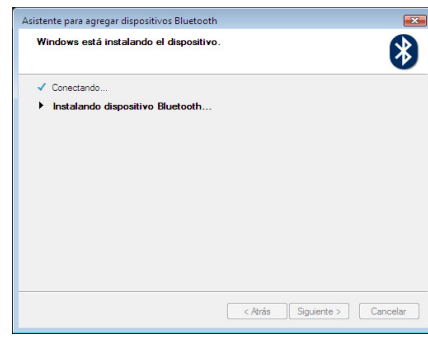 Asistente para agregar dispositivos Bluetooth
Windows está instalando el dispositivo.
Conectando...
Instalando dispositivo Bluetooth...
< Atrás Siguiente > Cancelar